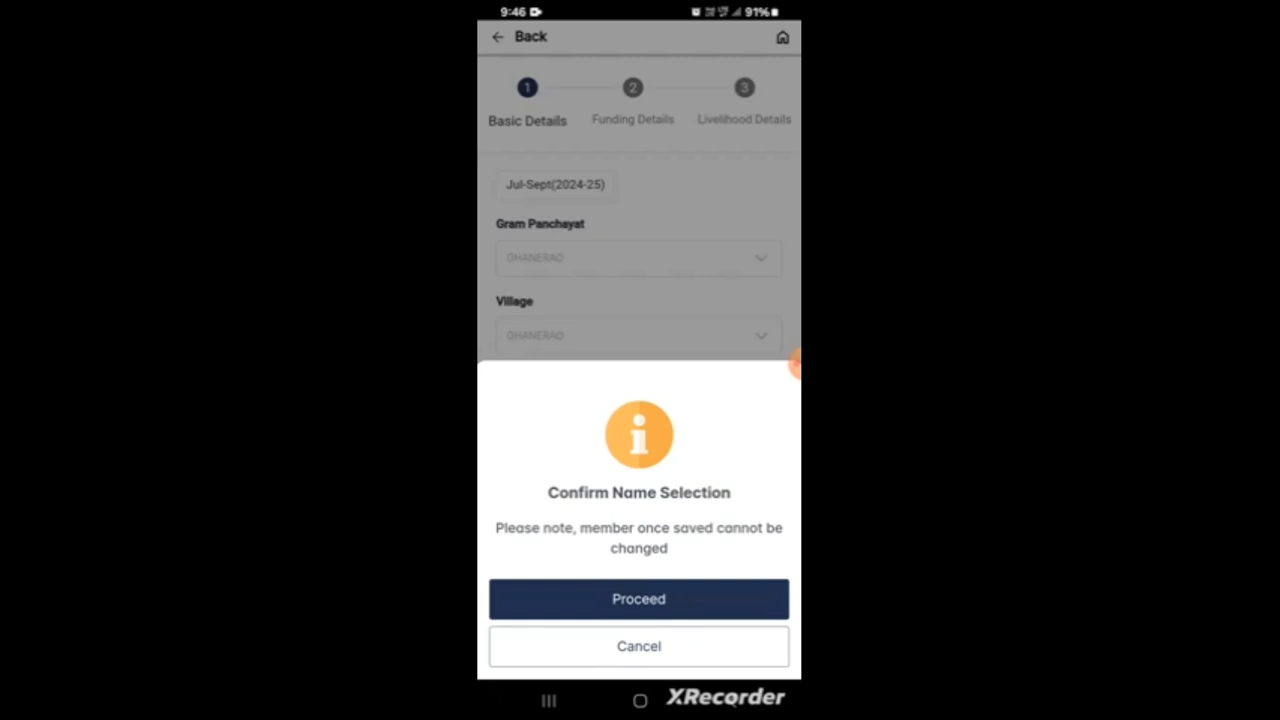 9:46 91%
Back
1 2 3
Basic Details Funding Details Livelihood Details
Jul-Sept(2024-25)
Gram Panchayat
GHANERAO
Village
GHANERAO
Confirm Name Selection
Please note, member once saved cannot be
changed
Proceed
Cancel
XRecorder